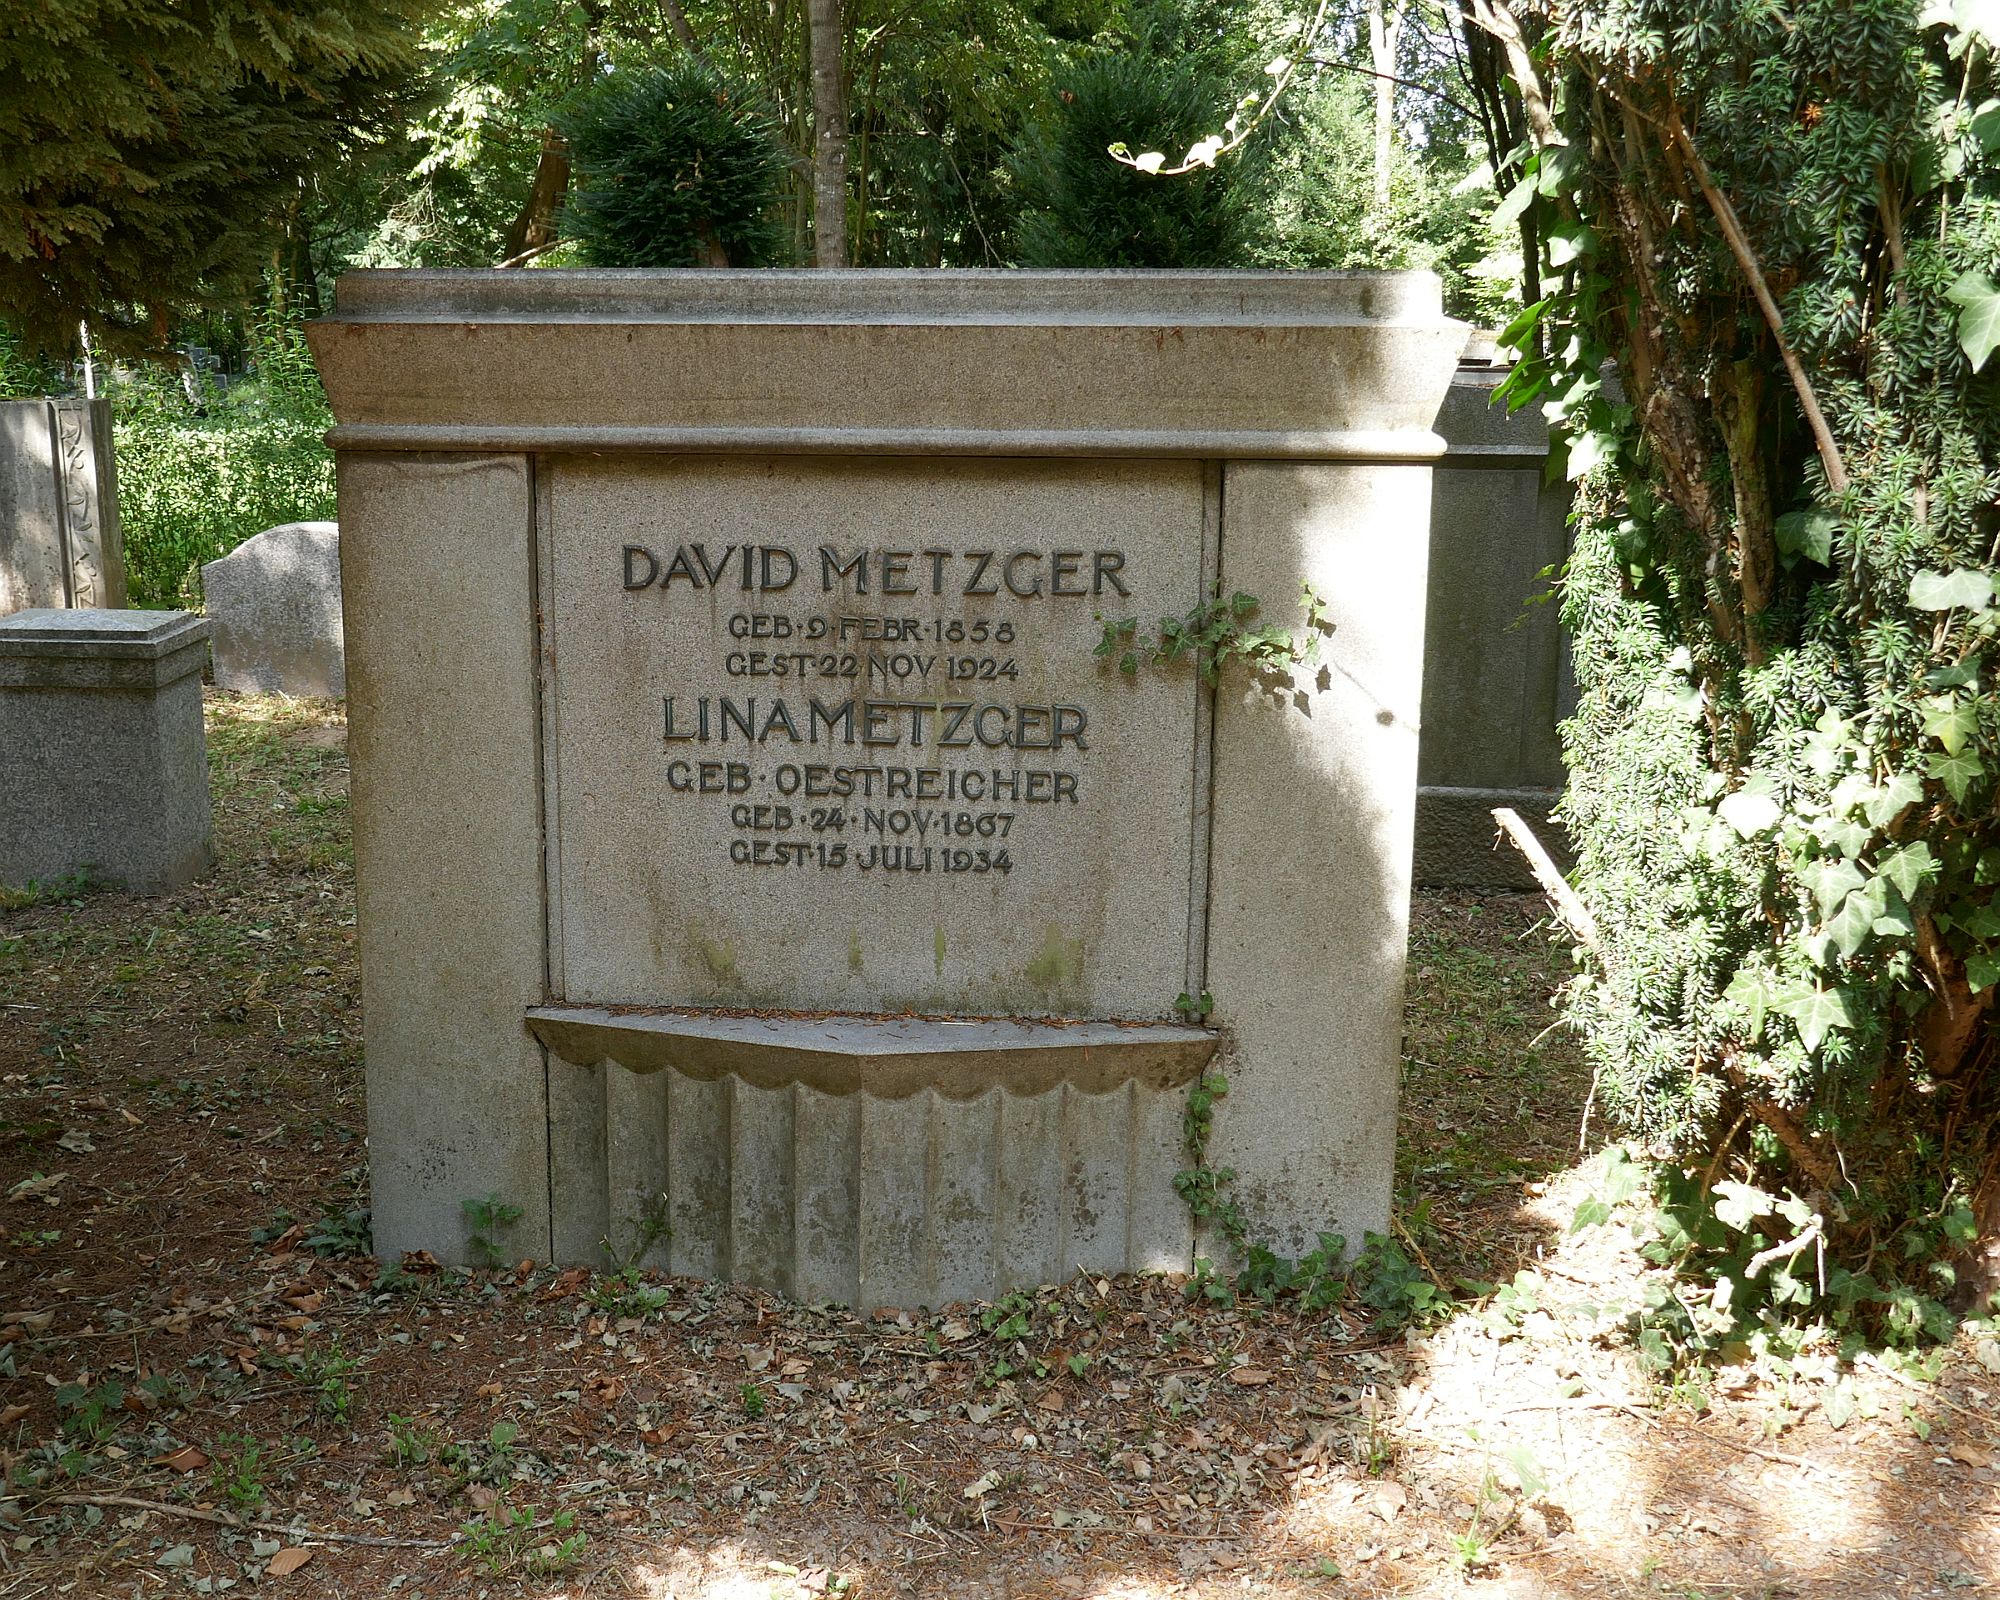 DAVID METZGER
GEB·9·FEBR·1858
GEST·22 NOV 1924
LINA METZGER
GEB·OESTREICHER
GEB·24·NOV·1867
GEST·15·JULI 1934